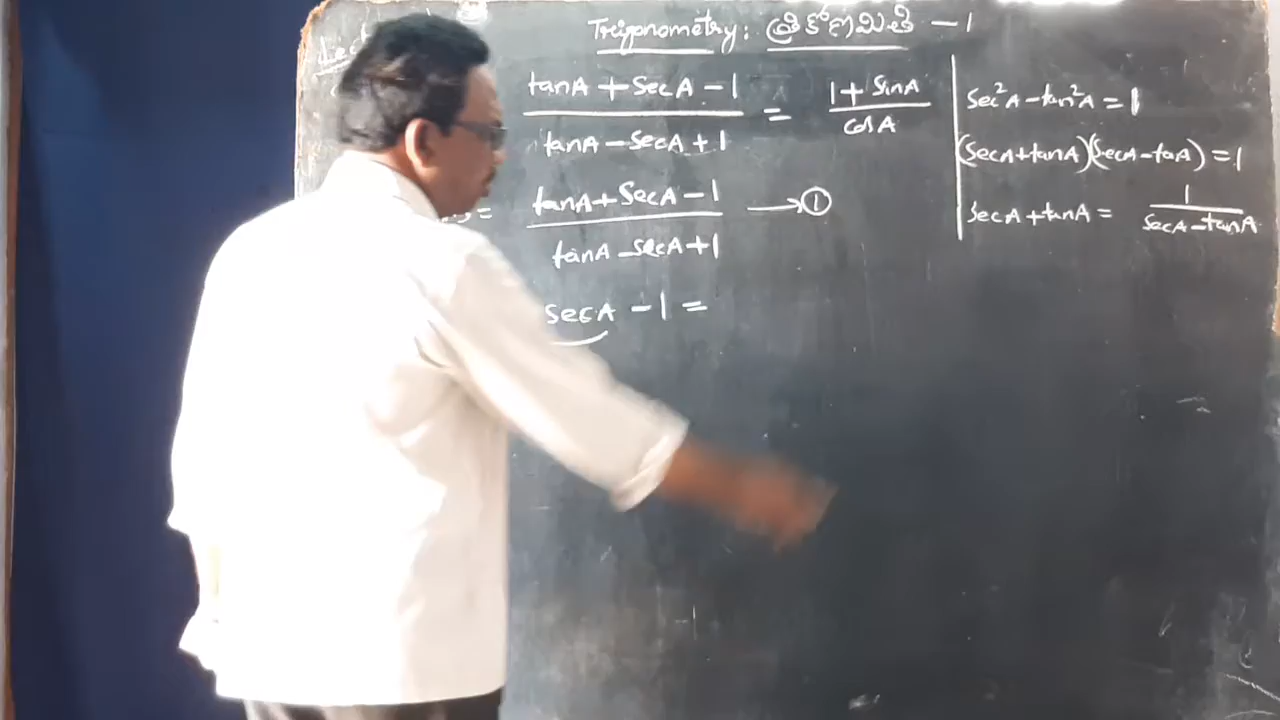 Trigonometry: త్రికోణమితి - 1
tanA + secA - 1 / tanA - secA + 1 = 1 + sinA / cosA
= tanA + secA - 1 / tanA - secA + 1 → ①
secA - 1 =
sec²A - tan²A = 1
(secA + tanA)(secA - tanA) = 1
secA + tanA = 1 / secA - tanA